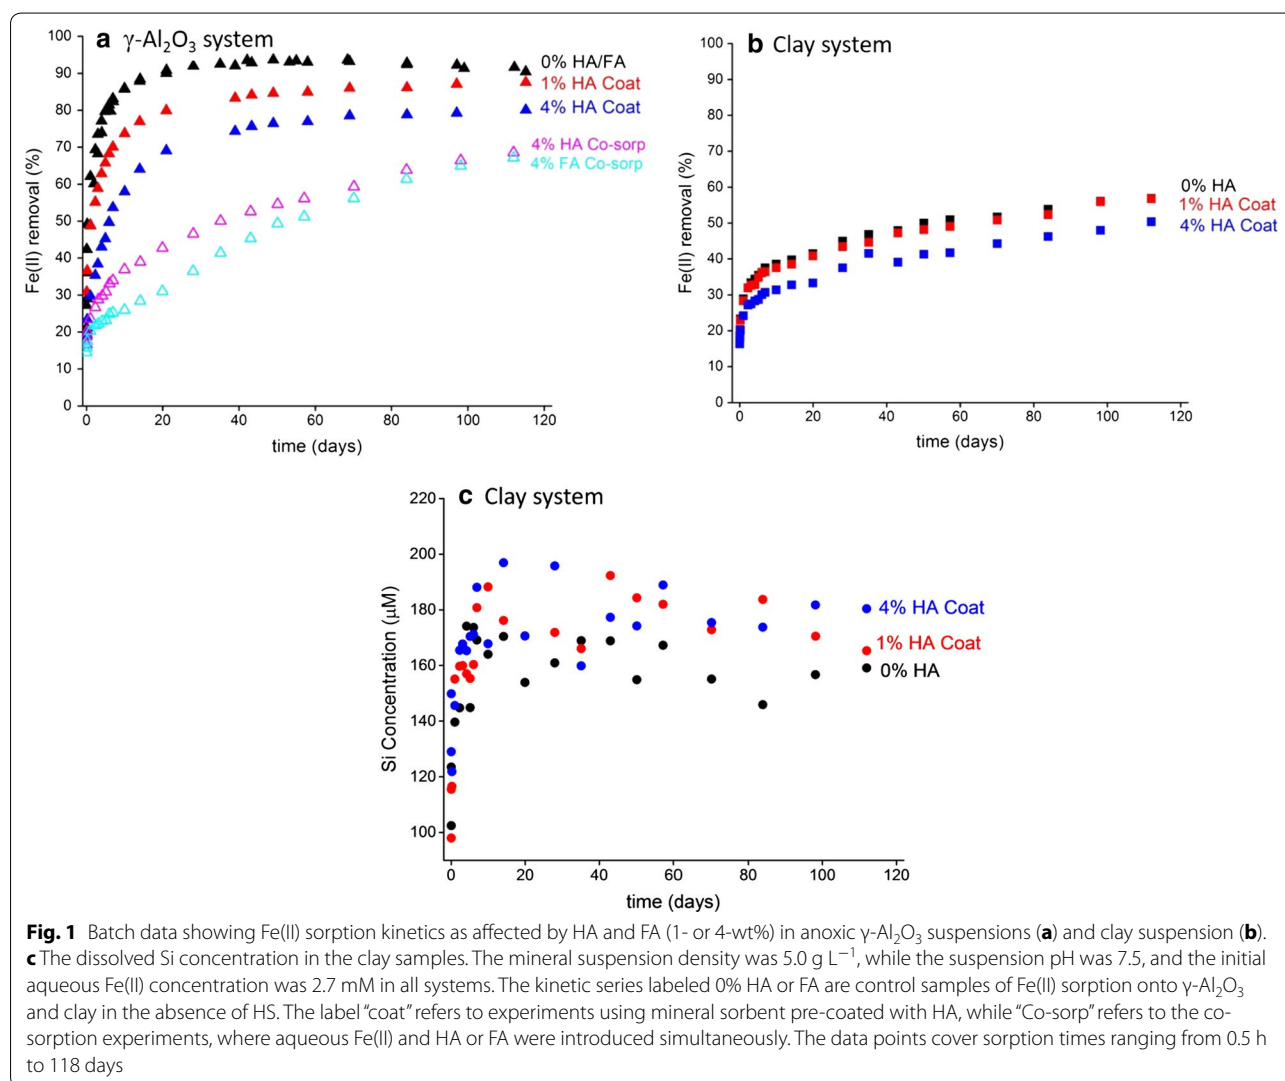 a γ-Al₂O₃ system
100
90
80
70
60
50
40
30
20
10
0
Fe(II) removal (%)
0% HA/FA
1% HA Coat
4% HA Coat
4% HA Co-sorp
4% FA Co-sorp
0 20 40 60 80 100 120
time (days)
b Clay system
100
90
80
70
60
50
40
30
20
10
0
Fe(II) removal (%)
0% HA
1% HA Coat
4% HA Coat
0 20 40 60 80 100 120
time (days)
c Clay system
220
200
180
160
140
120
100
Si Concentration (µM)
4% HA Coat
1% HA Coat
0% HA
0 20 40 60 80 100 120
time (days)
Fig. 1 Batch data showing Fe(II) sorption kinetics as affected by HA and FA (1- or 4-wt%) in anoxic γ-Al₂O₃ suspensions (a) and clay suspension (b).
c The dissolved Si concentration in the clay samples. The mineral suspension density was 5.0 g L⁻¹, while the suspension pH was 7.5, and the initial
aqueous Fe(II) concentration was 2.7 mM in all systems. The kinetic series labeled 0% HA or FA are control samples of Fe(II) sorption onto γ-Al₂O₃
and clay in the absence of HS. The label “coat” refers to experiments using mineral sorbent pre-coated with HA, while “Co-sorp” refers to the co-
sorption experiments, where aqueous Fe(II) and HA or FA were introduced simultaneously. The data points cover sorption times ranging from 0.5 h
to 118 days